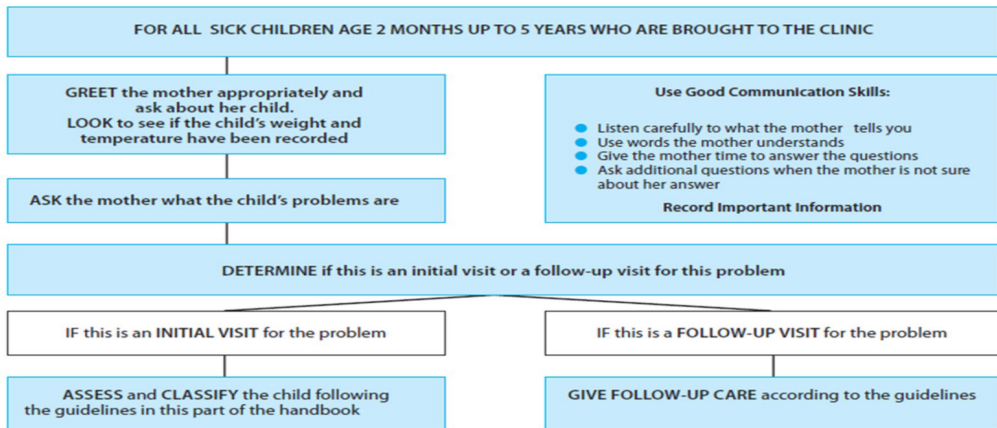 FOR ALL SICK CHILDREN AGE 2 MONTHS UP TO 5 YEARS WHO ARE BROUGHT TO THE CLINIC
GREET the mother appropriately and
ask about her child.
LOOK to see if the child's weight and
temperature have been recorded
Use Good Communication Skills:
Listen carefully to what the mother tells you
Use words the mother understands
Give the mother time to answer the questions
Ask additional questions when the mother is not sure
about her answer
Record Important Information
ASK the mother what the child's problems are
DETERMINE if this is an initial visit or a follow-up visit for this problem
IF this is an INITIAL VISIT for the problem
IF this is a FOLLOW-UP VISIT for the problem
ASSESS and CLASSIFY the child following
the guidelines in this part of the handbook
GIVE FOLLOW-UP CARE according to the guidelines